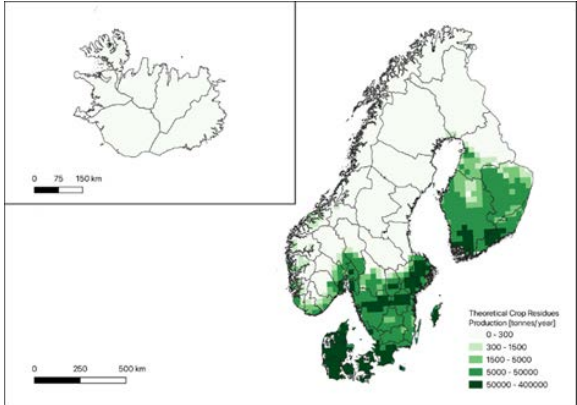 0 75 150 km
Theoretical Crop Residues
Production [tonnes/year]
0 - 300
300 - 1500
1500 - 5000
5000 - 50000
50000 - 400000
0 250 500 km